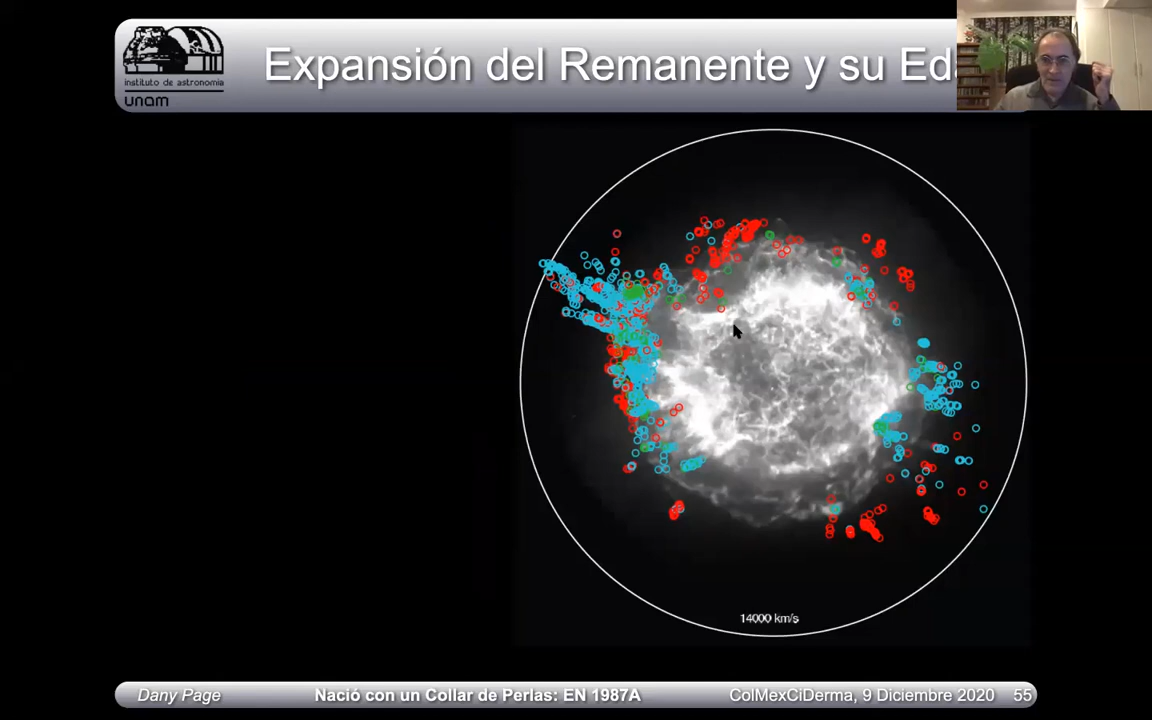 instituto de astronomia
unam
Expansión del Remanente y su Eda
14000 km/s
Dany Page
Nació con un Collar de Perlas: EN 1987A
ColMexCiDerma, 9 Diciembre 2020 55